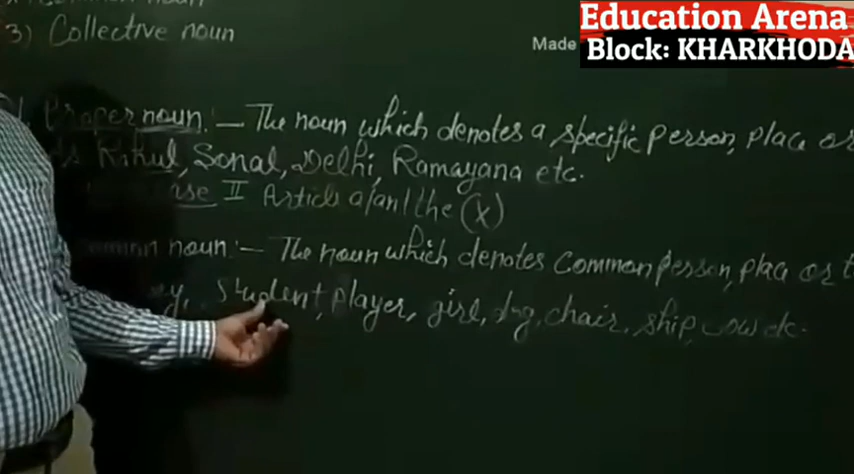 3) Collective noun
Education Arena
Made
Block: KHARKHODA
Proper noun:- The noun which denotes a specific person, place or
Rahul, Sonal, Delhi, Ramayana etc.
II Article a/an/the (x)
noun:- The noun which denotes Common person, place or
student, player, girl, dog, chair, ship, cow etc.